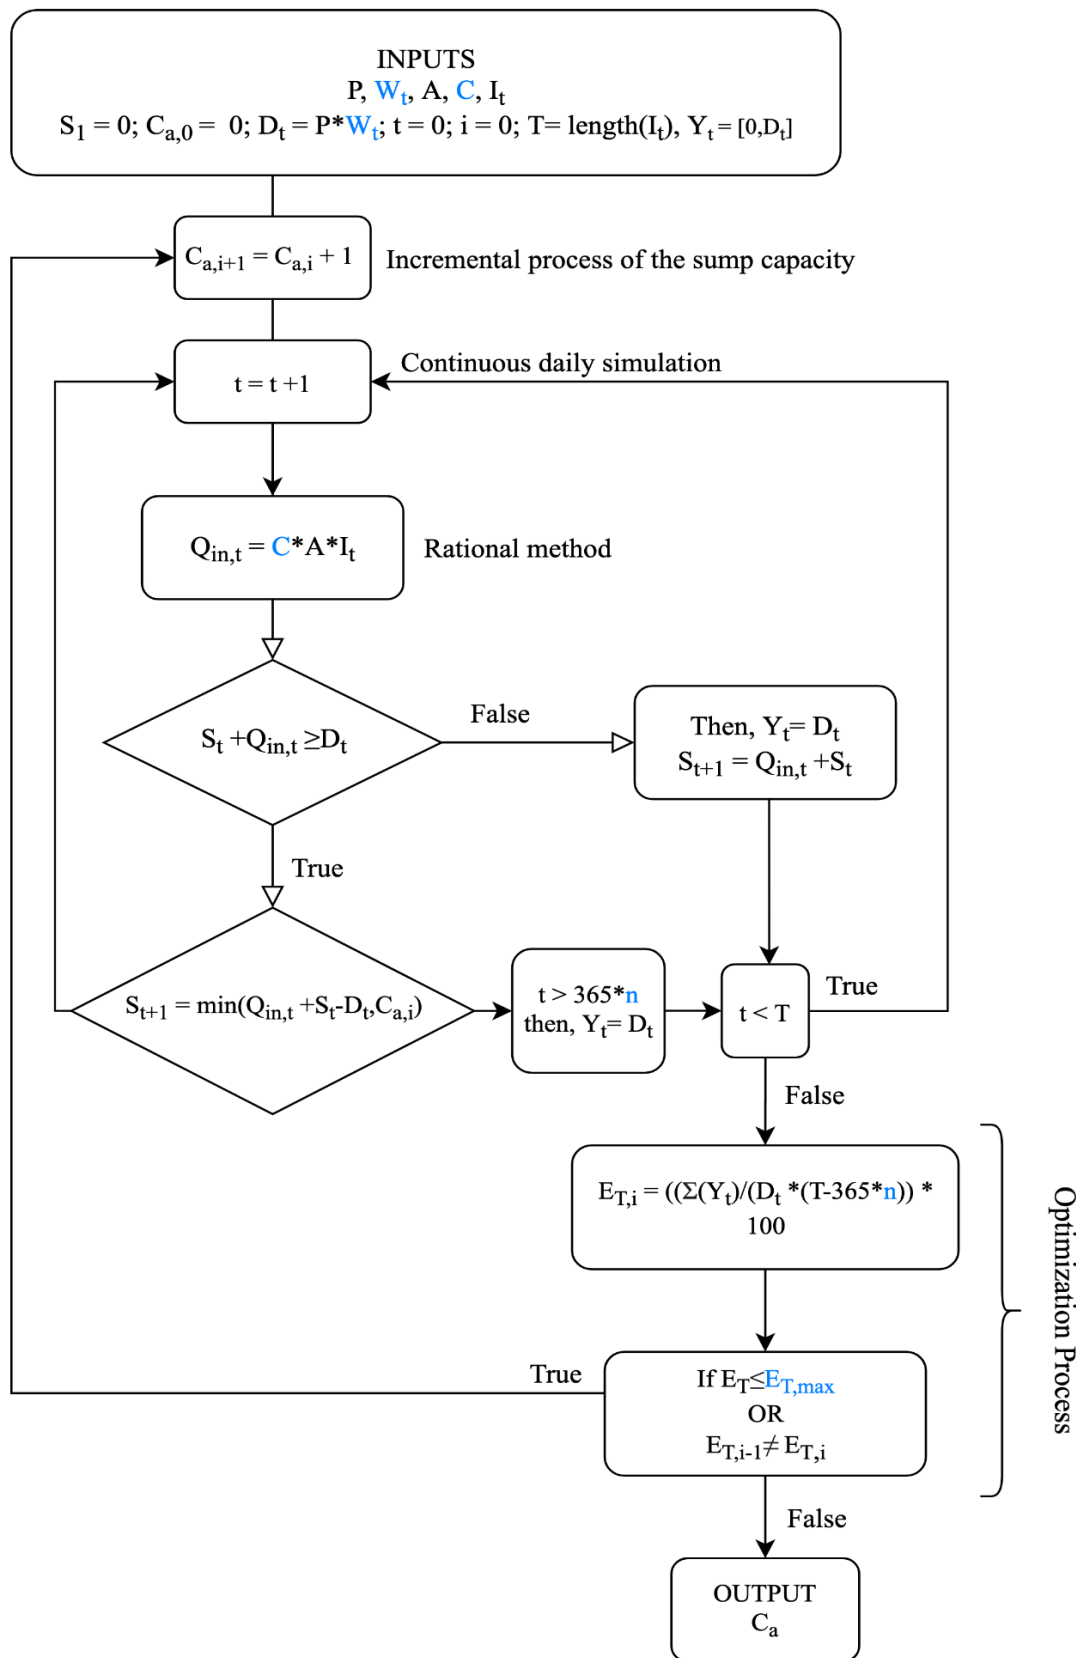 INPUTS
P, Wt, A, C, It
S1 = 0; Ca,0 = 0; Dt = P*Wt; t = 0; i = 0; T= length(It), Yt = [0,Dt]
Ca,i+1 = Ca,i + 1
Incremental process of the sump capacity
Continuous daily simulation
t = t +1
Qin,t = C*A*It
Rational method
St +Qin,t ≥Dt
False
Then, Yt= Dt
St+1 = Qin,t +St
True
St+1 = min(Qin,t +St-Dt,Ca,i)
t > 365*n
then, Yt= Dt
t < T
True
False
ET,i = ((Σ(Yt)/(Dt *(T-365*n)) *
100
Optimization Process
True
If ET≤ET,max
OR
ET,i-1≠ ET,i
False
OUTPUT
Ca